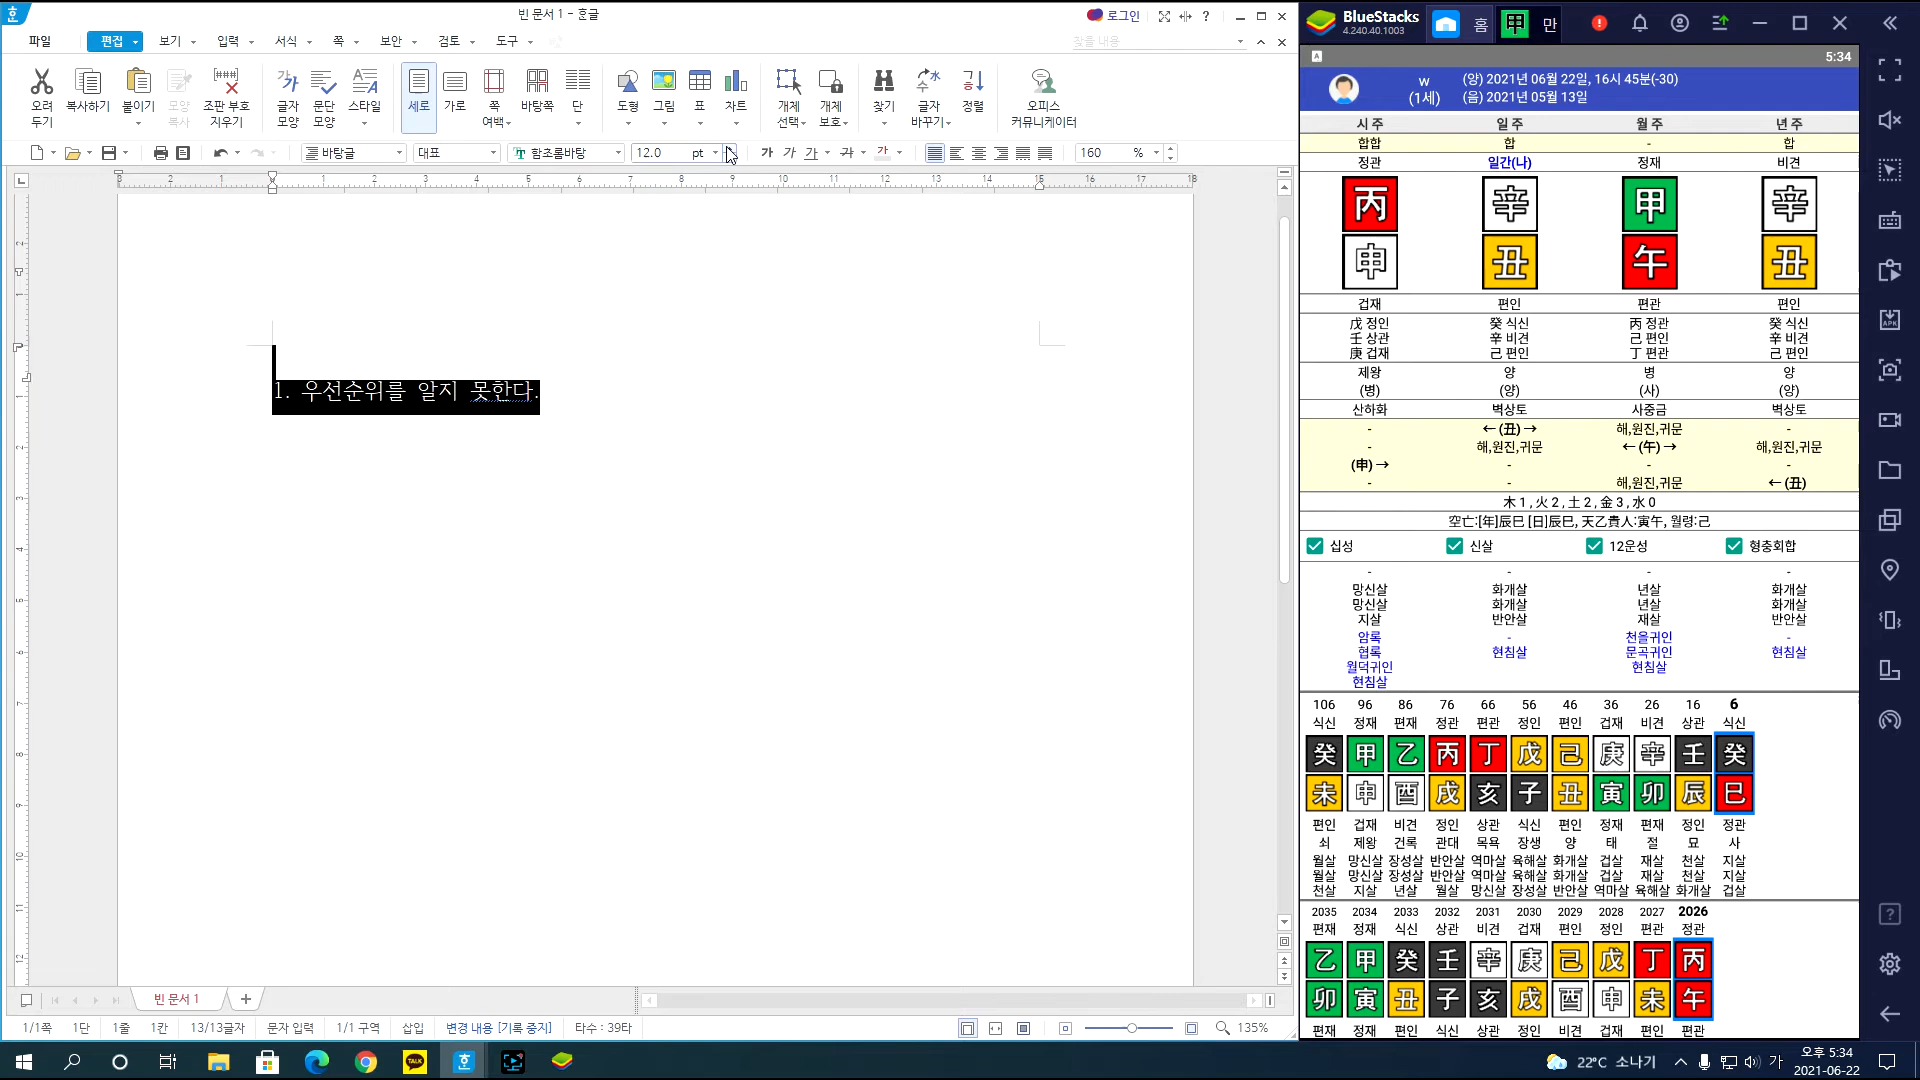 빈 문서 1 - 훈글
로그인
파일 편집 보기 입력 서식 쪽 보안 검토 도구 찾을 내용
오려 두기
복사하기
붙이기
모양 복사
조판 부호 지우기
글자 모양
문단 모양
스타일
세로
가로
쪽 여백
바탕쪽
단
도형
그림
표
차트
개체 선택
개체 보호
찾기
글자 바꾸기
정렬
오피스 커뮤니케이터
바탕글 대표 함초롬바탕 12.0 pt 가 가 가 가 가 160 %
1. 우선순위를 알지 못한다.
빈 문서 1
1/1쪽 1단 1줄 1칸 13/13글자 문자 입력 1/1 구역 삽입 변경 내용 [기록 중지] 타수 : 39타 135%
BlueStacks
4.240.40.1003
홈 甲 만
A 5:34
w (양) 2021년 06월 22일, 16시 45분(-30)
(1세) (음) 2021년 05월 13일
시 주 일 주 월 주 년 주
합합 합 - 합
정관 일간(나) 정재 비견
丙 辛 甲 辛
申 丑 午 丑
겁재 편인 편관 편인
戊 정인 癸 식신 丙 정관 癸 식신
壬 상관 辛 비견 己 편인 辛 비견
庚 겁재 己 편인 丁 편관 己 편인
제왕 양 병 양
(병) (양) (사) (양)
산하화 벽상토 사중금 벽상토
- ←(丑)→ 해,원진,귀문 -
- 해,원진,귀문 ←(午)→ 해,원진,귀문
(申)→ - - -
- - 해,원진,귀문 ←(丑)
木 1 , 火 2 , 土 2 , 金 3 , 水 0
空亡:[年]辰巳 [日]辰巳, 天乙貴人:寅午, 월령:己
십성 신살 12운성 형충회합
- - - -
망신살 화개살 년살 화개살
망신살 화개살 년살 화개살
지살 반안살 재살 반안살
암록 - 천을귀인 -
협록 현침살 문곡귀인 현침살
월덕귀인 현침살
현침살
106 96 86 76 66 56 46 36 26 16 6
식신 정재 편재 정관 편관 정인 편인 겁재 비견 상관 식신
癸 甲 乙 丙 丁 戊 己 庚 辛 壬 癸
未 申 酉 戌 亥 子 丑 寅 卯 辰 巳
편인 겁재 비견 정인 상관 식신 편인 정재 편재 정인 정관
쇠 제왕 건록 관대 목욕 장생 양 태 절 묘 사
월살 망신살 장성살 반안살 역마살 육해살 화개살 겁살 재살 천살 지살
월살 망신살 장성살 반안살 역마살 육해살 화개살 겁살 재살 천살 지살
천살 지살 년살 월살 망신살 장성살 반안살 역마살 육해살 화개살 겁살
2035 2034 2033 2032 2031 2030 2029 2028 2027 2026
편재 정재 식신 상관 비견 겁재 편인 정인 편관 정관
乙 甲 癸 壬 辛 庚 己 戊 丁 丙
卯 寅 丑 子 亥 戌 酉 申 未 午
편재 정재 편인 식신 상관 정인 비견 겁재 편인 편관
TALK
22°C 소나기 가 오후 5:34
2021-06-22